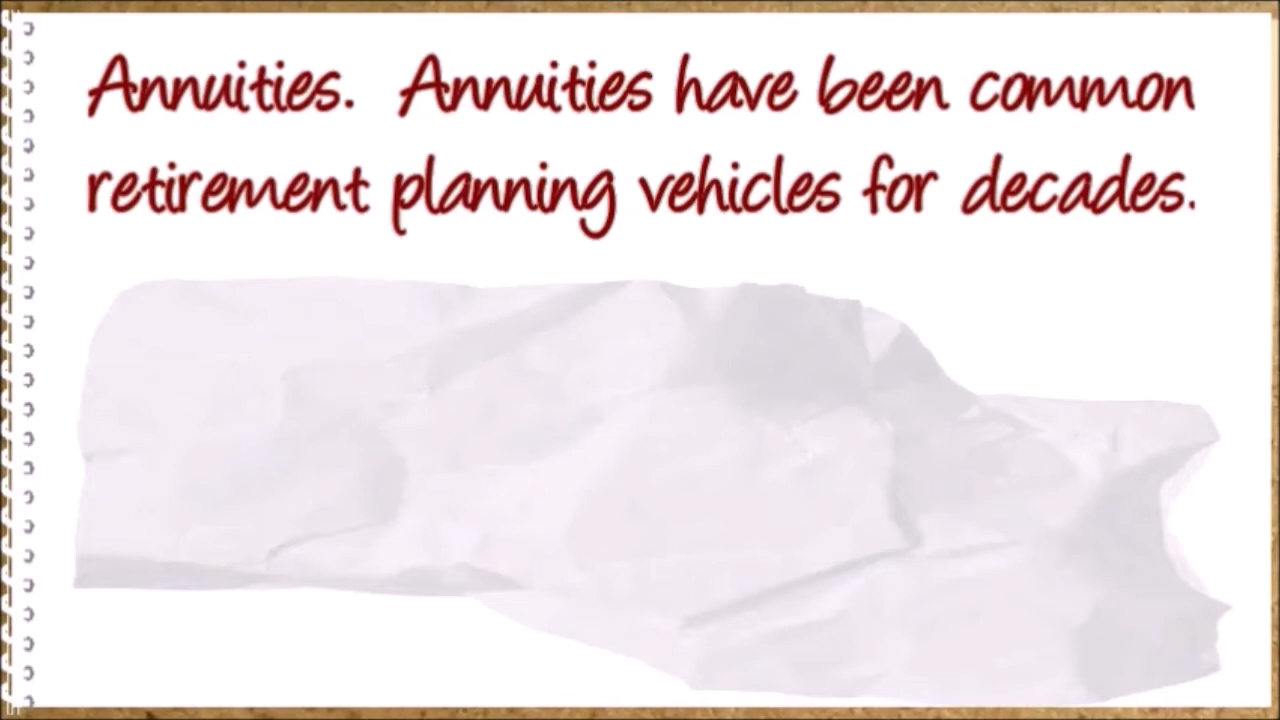 Annuities. Annuities have been common
retirement planning vehicles for decades.